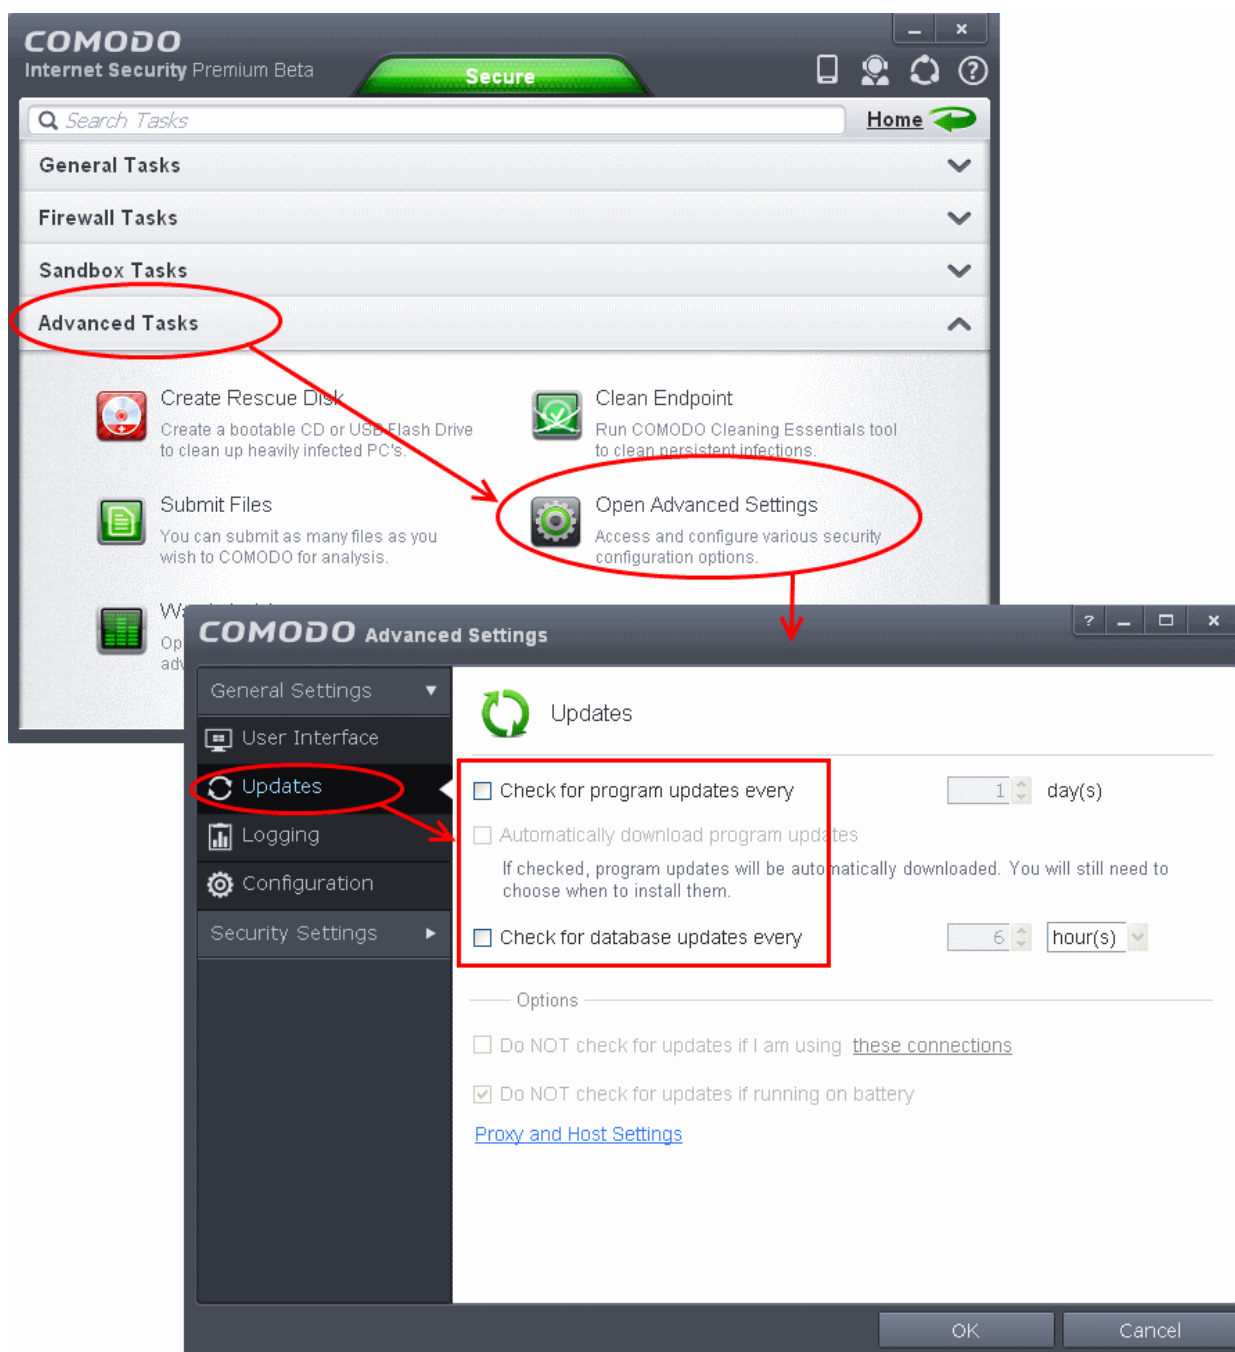 COMODO
Internet Security Premium Beta
Secure
Search Tasks
Home
General Tasks
Firewall Tasks
Sandbox Tasks
Advanced Tasks
Create Rescue Disk
Create a bootable CD or USB Flash Drive
to clean up heavily infected PC's.
Clean Endpoint
Run COMODO Cleaning Essentials tool
to clean persistent infections.
Submit Files
You can submit as many files as you
wish to COMODO for analysis.
Open Advanced Settings
Access and configure various security
configuration options.
COMODO Advanced Settings
General Settings
User Interface
Updates
Logging
Configuration
Security Settings
Updates
Check for program updates every 1 day(s)
Automatically download program updates
If checked, program updates will be automatically downloaded. You will still need to
choose when to install them.
Check for database updates every 6 hour(s)
Options
Do NOT check for updates if I am using these connections
Do NOT check for updates if running on battery
Proxy and Host Settings
OK Cancel